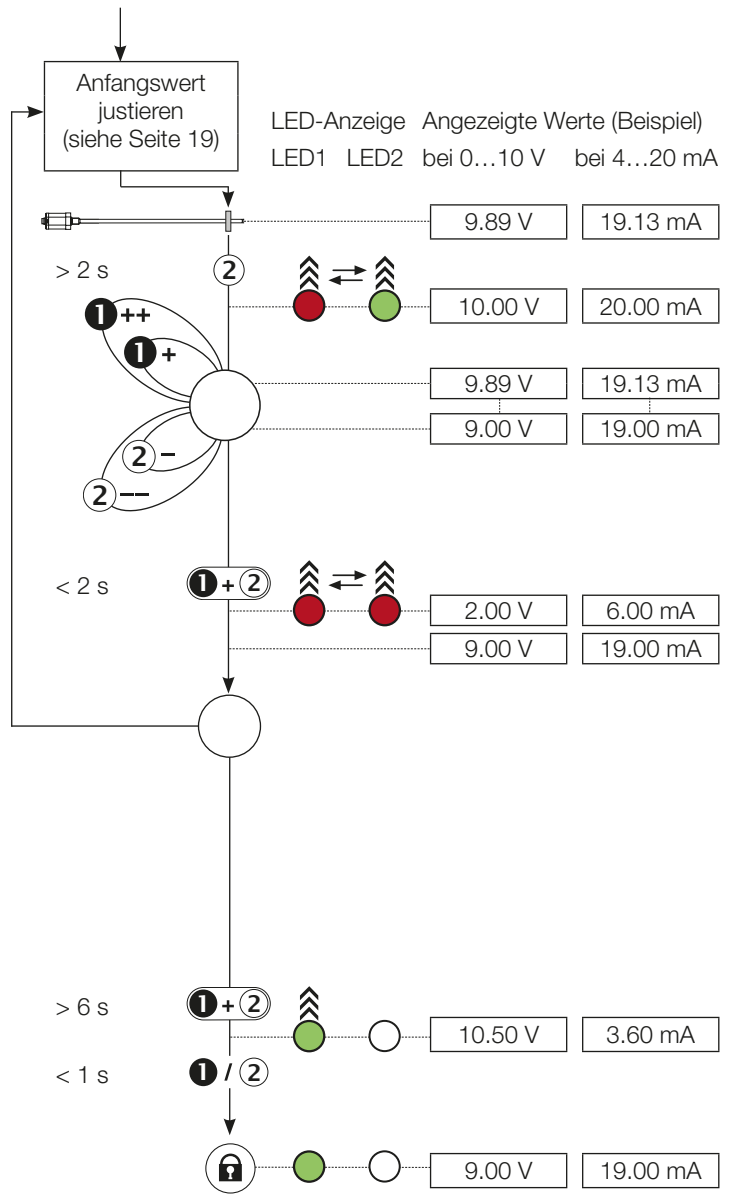 Anfangswert
justieren
(siehe Seite 19)
LED-Anzeige Angezeigte Werte (Beispiel)
LED1 LED2 bei 0…10 V bei 4…20 mA
9.89 V 19.13 mA
> 2 s 2
10.00 V 20.00 mA
1 ++
1 +
9.89 V 19.13 mA
9.00 V 19.00 mA
2 -
2 --
< 2 s 1 + 2
2.00 V 6.00 mA
9.00 V 19.00 mA
> 6 s 1 + 2
10.50 V 3.60 mA
< 1 s 1 / 2
9.00 V 19.00 mA